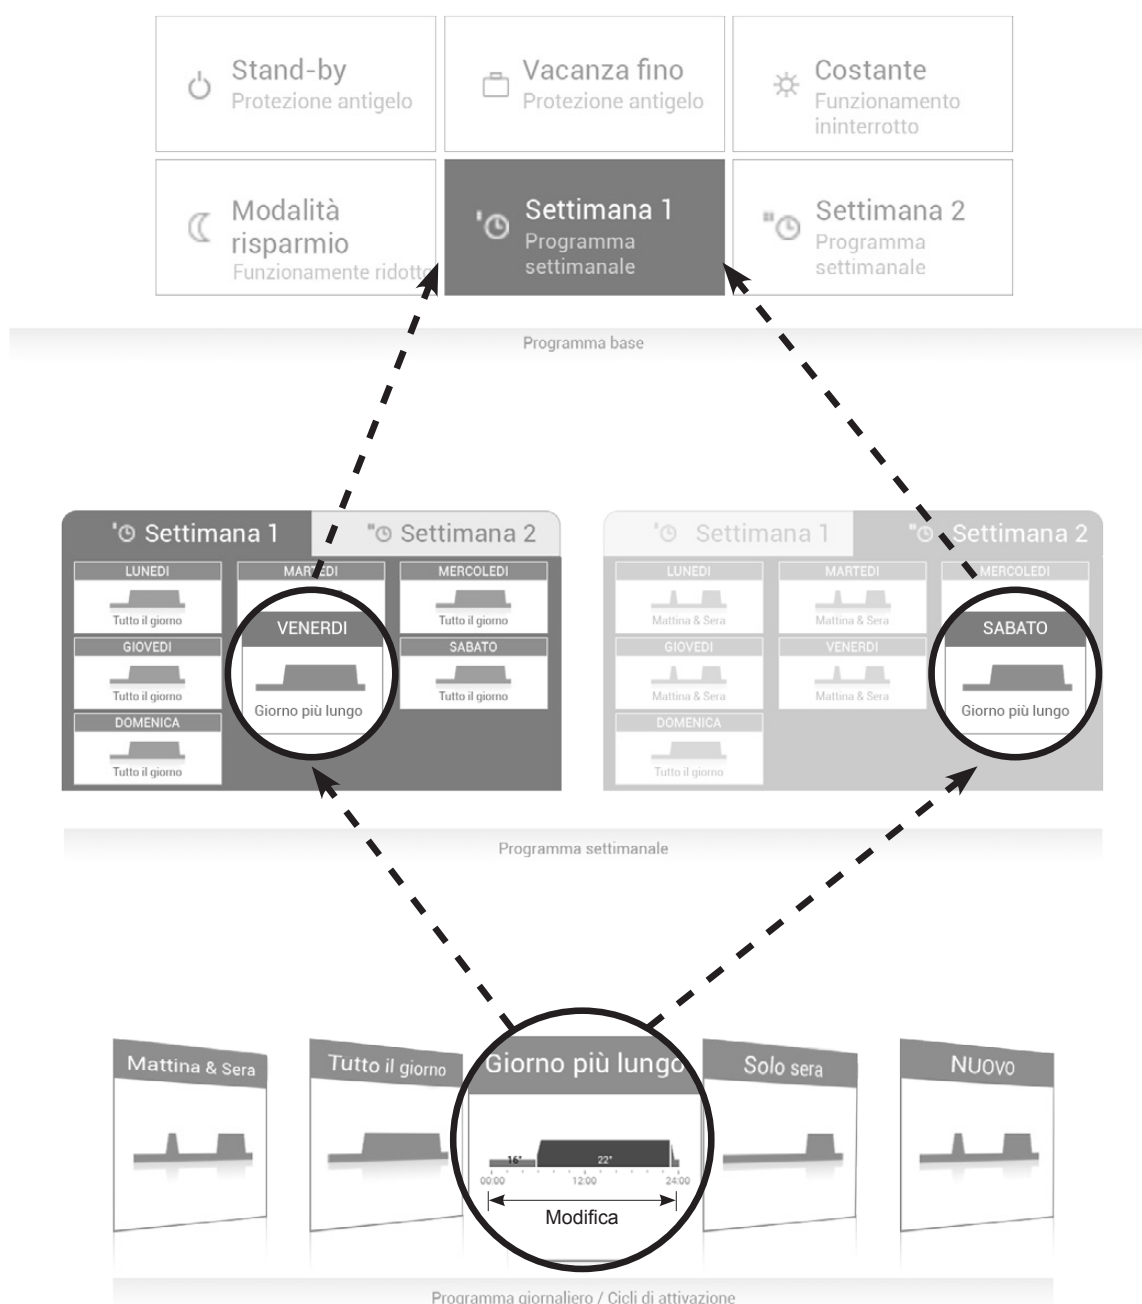 Stand-by
Protezione antigelo
Vacanza fino
Protezione antigelo
Costante
Funzionamento
ininterrotto
Modalità
risparmio
Funzionamente ridotto
Settimana 1
Programma
settimanale
Settimana 2
Programma
settimanale
Programma base
Settimana 1
Settimana 2
LUNEDI
Tutto il giorno
MARTEDI
MERCOLEDI
Tutto il giorno
GIOVEDI
Tutto il giorno
VENERDI
Giorno più lungo
SABATO
Tutto il giorno
DOMENICA
Tutto il giorno
Settimana 1
Settimana 2
LUNEDI
Mattina & Sera
MARTEDI
Mattina & Sera
MERCOLEDI
GIOVEDI
Mattina & Sera
VENERDI
Mattina & Sera
SABATO
Giorno più lungo
DOMENICA
Tutto il giorno
Programma settimanale
Mattina & Sera
Tutto il giorno
Giorno più lungo
16°
22°
00:00
12:00
24:00
Modifica
Solo sera
NUOVO
Programma giornaliero / Cicli di attivazione